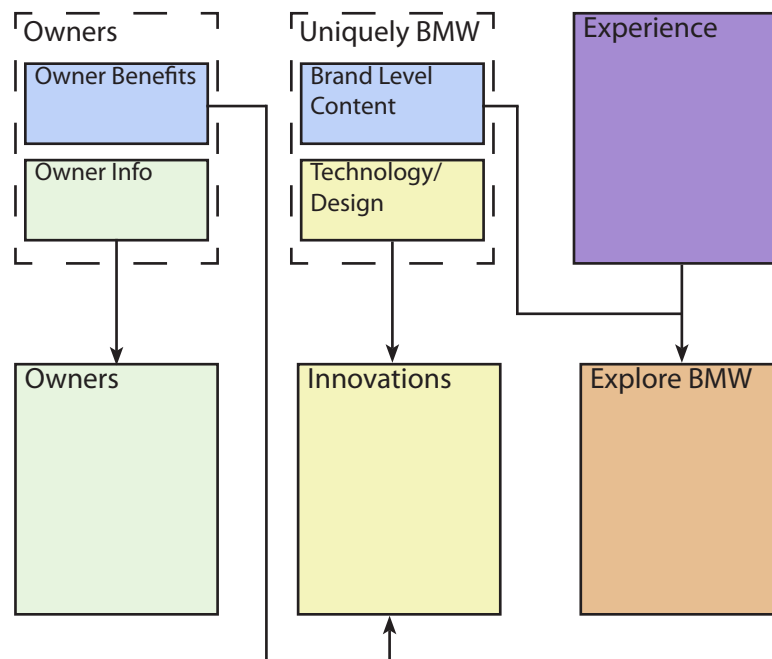 Owners
Owner Benefits
Owner Info
Uniquely BMW
Brand Level
Content
Technology/
Design
Experience
Owners
Innovations
Explore BMW